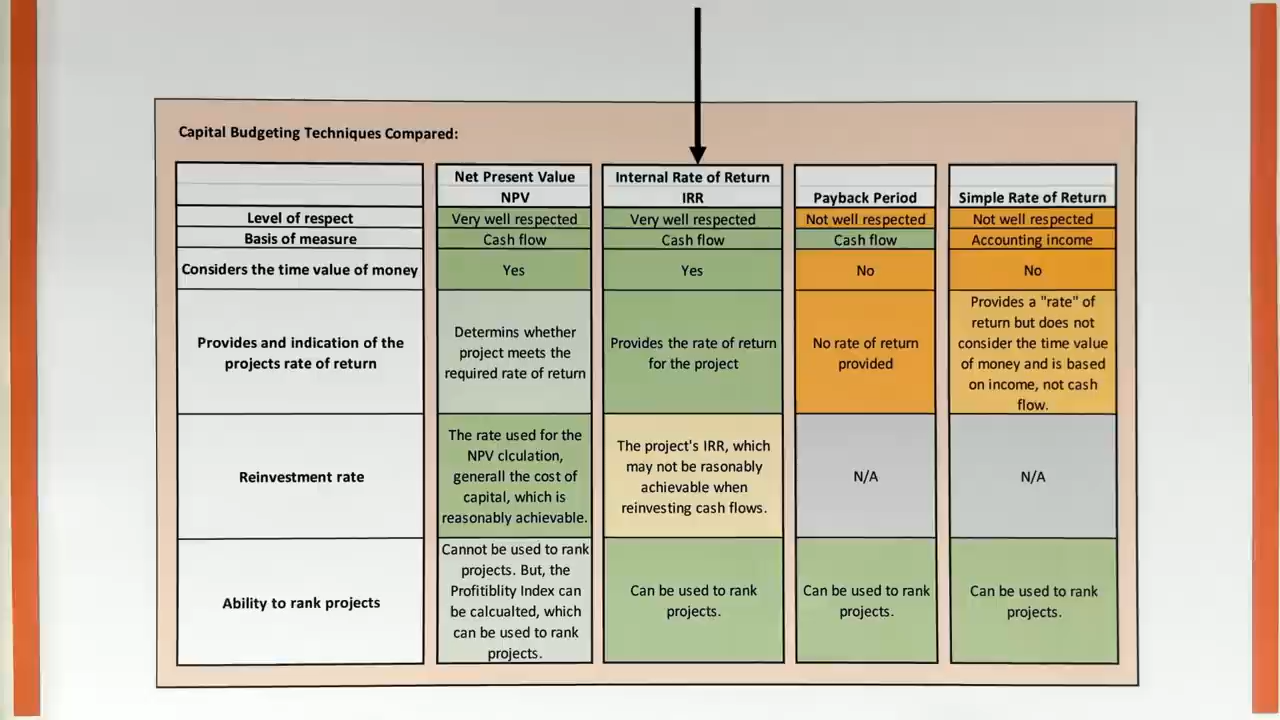 Capital Budgeting Techniques Compared:
Net Present Value
NPV
Internal Rate of Return
IRR
Payback Period
Simple Rate of Return
Level of respect
Very well respected
Very well respected
Not well respected
Not well respected
Basis of measure
Cash flow
Cash flow
Cash flow
Accounting income
Considers the time value of money
Yes
Yes
No
No
Provides and indication of the
projects rate of return
Determins whether
project meets the
required rate of return
Provides the rate of return
for the project
No rate of return
provided
Provides a "rate" of
return but does not
consider the time value
of money and is based
on income, not cash
flow.
Reinvestment rate
The rate used for the
NPV clculation,
generall the cost of
capital, which is
reasonably achievable.
The project's IRR, which
may not be rasonably
achievable when
reinvesting cash flows.
N/A
N/A
Ability to rank projects
Cannot be used to rank
projects. But, the
Profitiblity Index can
be calcualted, which
can be used to rank
projects.
Can be used to rank
projects.
Can be used to rank
projects.
Can be used to rank
projects.